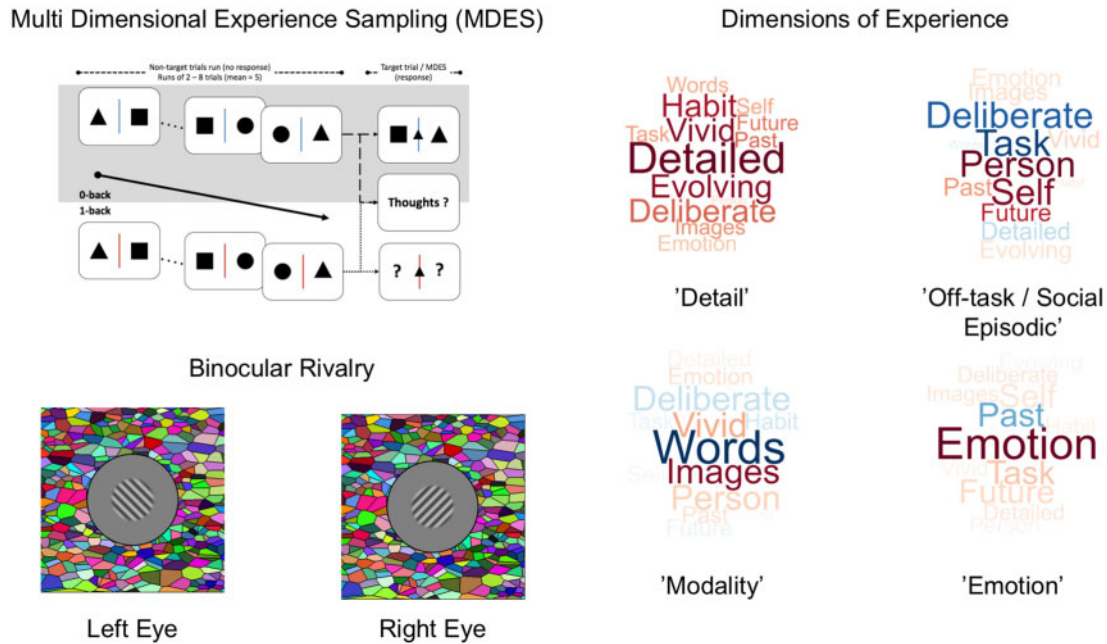 Multi Dimensional Experience Sampling (MDES)
Non-target trials run (no response)
Runs of 2 – 8 trials (mean = 5)
Target trial / MDES
(response)
0-back
1-back
Thoughts ?
? ?
Binocular Rivalry
Left Eye
Right Eye
Dimensions of Experience
Words
Habit Self
Vivid Future
Task Past
Detailed
Evolving
Deliberate
Images
Emotion
'Detail'
Emotion
Images
Deliberate
Task Vivid
Person
Past Self
Future
Detailed
Evolving
'Off-task / Social
Episodic'
Detailed
Emotion
Deliberate
Task Vivid Habit
Words
Images
Person
Past
Future
'Modality'
Evolving
Deliberate
Images Self
Past Habit
Emotion
Vivid Task
Future
Detailed
Person
'Emotion'